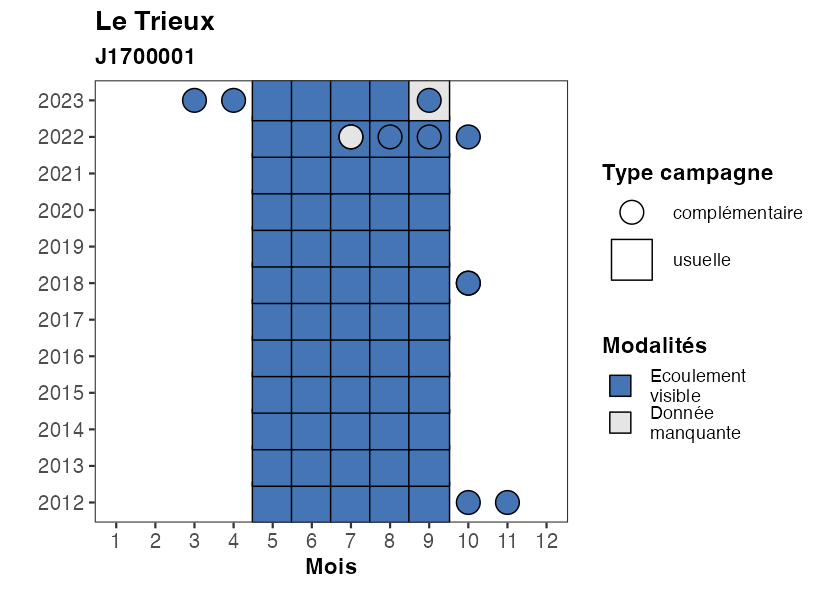 Le Trieux
J1700001
2023
2022
2021
2020
2019
2018
2017
2016
2015
2014
2013
2012
1 2 3 4 5 6 7 8 9 10 11 12
Mois
Type campagne
complémentaire
usuelle
Modalités
Ecoulement
visible
Donnée
manquante